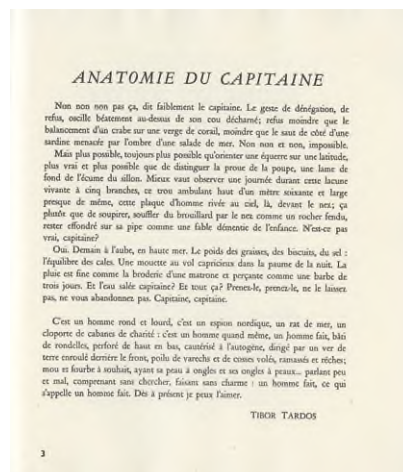 ANATOMIE DU CAPITAINE
Non non non pas ça, dit faiblement le capitaine. Le geste de dénégation, de
refus, oscille béatement au-dessus de son cou décharné; refus moindre que le
balancement d'un crabe sur une verge de corail, moindre que le saut de côté d'une
sardine menacée par l'ombre d'une salade de mer. Non non et non, impossible.
Mais plus possible, toujours plus possible qu'orienter une équerre sur une latitude,
plus vrai et plus possible que de distinguer la proue de la poupe, une lame de
fond de l'écume du sillon. Mieux vaut observer une journée durant cette lacune
vivante à cinq branches, ce trou ambulant haut d'un mètre soixante et large
presque de même, cette plaque d'homme rivée au ciel, là, devant le nez; ça
plutôt que de soupirer, souffler du brouillard par le nez comme un rocher fendu,
rester effondré sur sa pipe comme une fable démentie de l'enfance. N'est-ce pas
vrai, capitaine?
Oui. Demain à l'aube, en haute mer. Le poids des graisses, des biscuits, du sel :
l'équilibre des cales. Une mouette au vol capricieux dans la paume de la nuit. La
pluie est fine comme la broderie d'une matrone et perçante comme une barbe de
trois jours. Et l'eau salée capitaine? Et tout ça? Prenez-le, prenez-le, ne le laissez
pas, ne vous abandonnez pas. Capitaine, capitaine.
C'est un homme rond et lourd, c'est un espion nordique, un rat de mer, un
cloporte de cabanes de charité : c'est un homme quand même, un homme fait, bâti
de rondelles, perforé de haut en bas, cautérisé à l'autogène, dirigé par un ver de
terre enroulé derrière le front, poilu de varechs et de cosses volés, ramassés et rêches;
mou et fourbe à souhait, ayant sa peau à ongles et ses ongles à peaux... parlant peu
et mal, comprenant sans chercher, faisant sans charme : un homme fait, ce qui
s'appelle un homme fait. Dès à présent je peux l'aimer.
TIBOR TARDOS
3